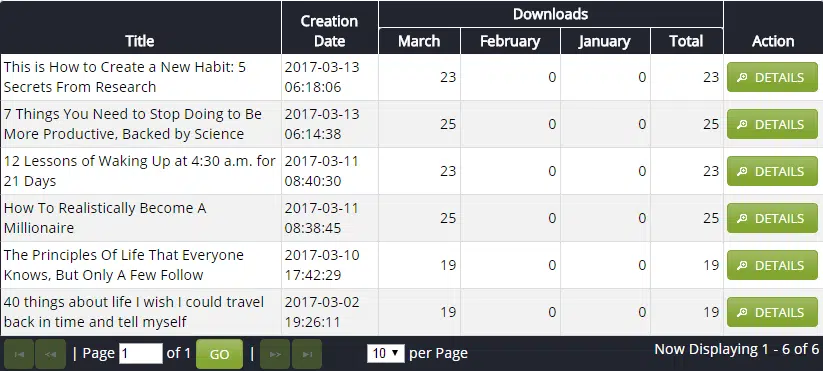 Title Creation Date Downloads March February January Total Action
This is How to Create a New Habit: 5 2017-03-13
Secrets From Research 06:18:06 23 0 0 23 DETAILS
7 Things You Need to Stop Doing to Be 2017-03-13
More Productive, Backed by Science 06:14:38 25 0 0 25 DETAILS
12 Lessons of Waking Up at 4:30 a.m. for 2017-03-11
21 Days 08:40:30 23 0 0 23 DETAILS
How To Realistically Become A 2017-03-11
Millionaire 08:38:45 25 0 0 25 DETAILS
The Principles Of Life That Everyone 2017-03-10
Knows, But Only A Few Follow 17:42:29 19 0 0 19 DETAILS
40 things about life I wish I could travel 2017-03-02
back in time and tell myself 19:26:11 19 0 0 19 DETAILS
| Page 1 of 1 GO | 10 per Page Now Displaying 1 - 6 of 6